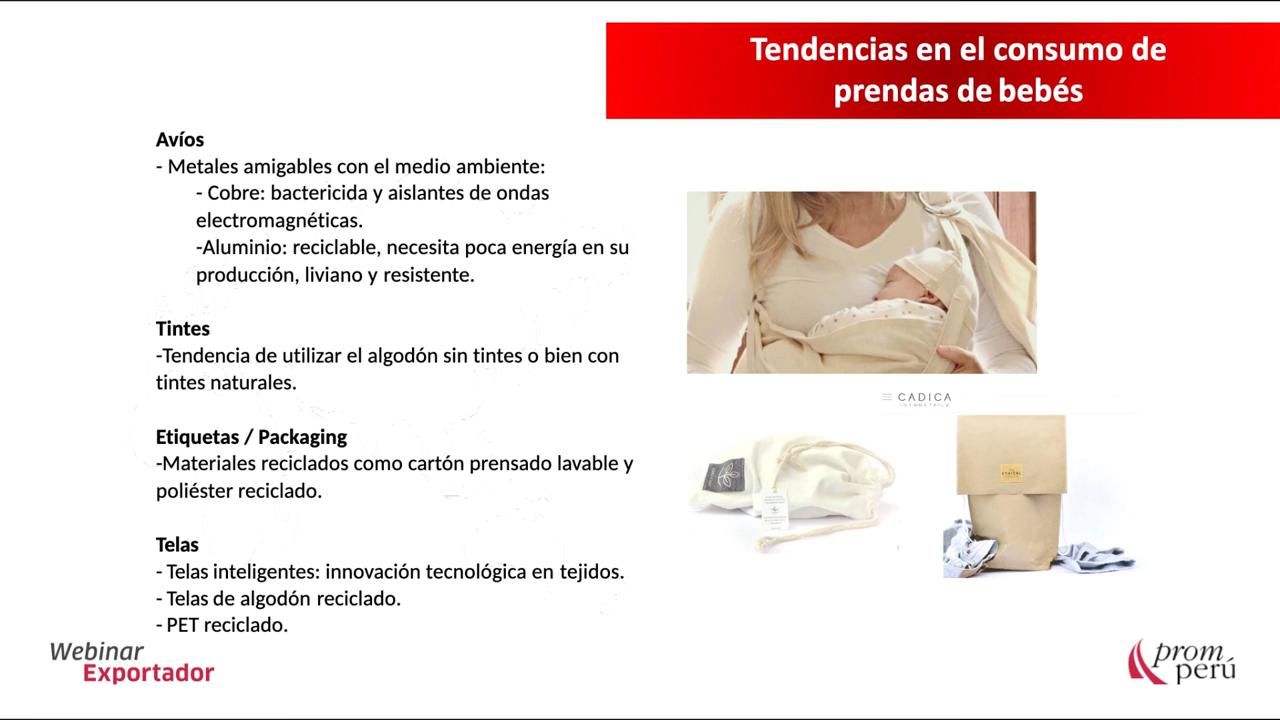 Tendencias en el consumo de
prendas de bebés
Avíos
- Metales amigables con el medio ambiente:
- Cobre: bactericida y aislantes de ondas
electromagnéticas.
-Aluminio: reciclable, necesita poca energía en su
producción, liviano y resistente.
Tintes
-Tendencia de utilizar el algodón sin tintes o bien con
tintes naturales.
Etiquetas / Packaging
-Materiales reciclados como cartón prensado lavable y
poliéster reciclado.
Telas
- Telas inteligentes: innovación tecnológica en tejidos.
- Telas de algodón reciclado.
- PET reciclado.
CADICA
ETHICAL
Webinar
Exportador
prom
perú